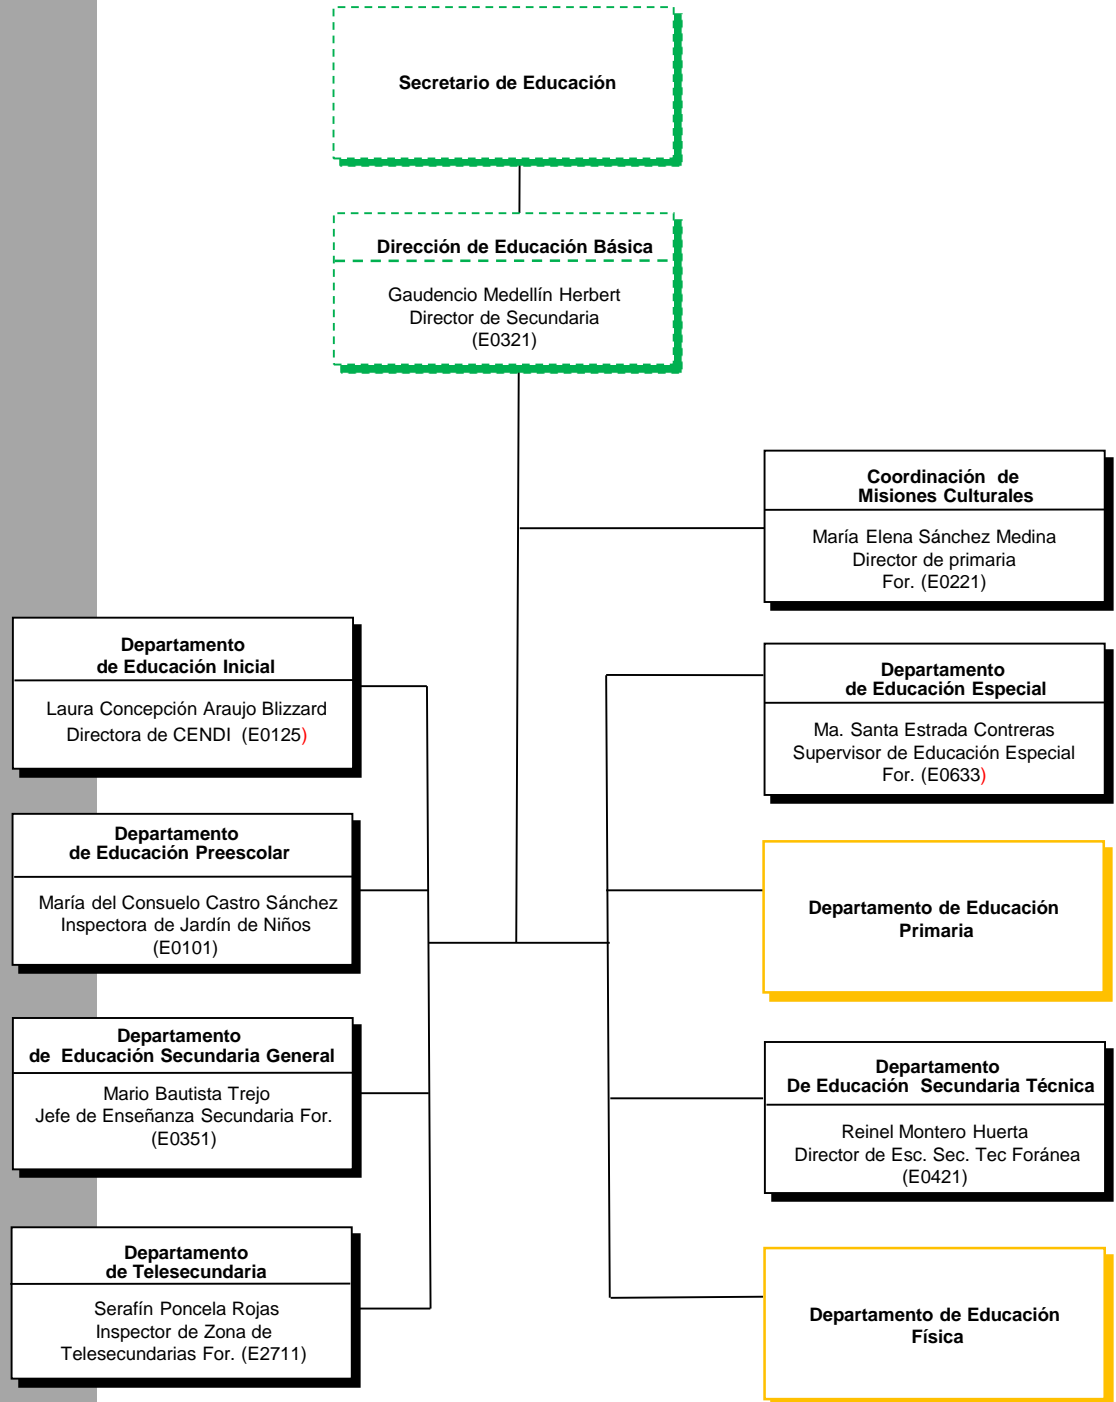 Secretario de Educación
Dirección de Educación Básica
Gaudencio Medellín Herbert
Director de Secundaria
(E0321)
Coordinación de
Misiones Culturales
María Elena Sánchez Medina
Director de primaria
For. (E0221)
Departamento
de Educación Inicial
Laura Concepción Araujo Blizzard
Directora de CENDI (E0125)
Departamento
de Educación Especial
Ma. Santa Estrada Contreras
Supervisor de Educación Especial
For. (E0633)
Departamento
de Educación Preescolar
María del Consuelo Castro Sánchez
Inspectora de Jardín de Niños
(E0101)
Departamento de Educación
Primaria
Departamento
de Educación Secundaria General
Mario Bautista Trejo
Jefe de Enseñanza Secundaria For.
(E0351)
Departamento
De Educación Secundaria Técnica
Reinel Montero Huerta
Director de Esc. Sec. Tec Foránea
(E0421)
Departamento
de Telesecundaria
Serafín Poncela Rojas
Inspector de Zona de
Telesecundarias For. (E2711)
Departamento de Educación
Física